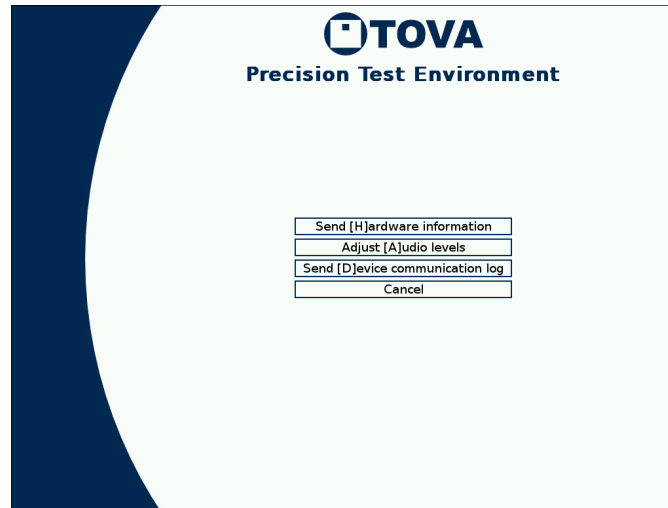 TOVA
Precision Test Environment
Send [H]ardware information
Adjust [A]udio levels
Send [D]evice communication log
Cancel